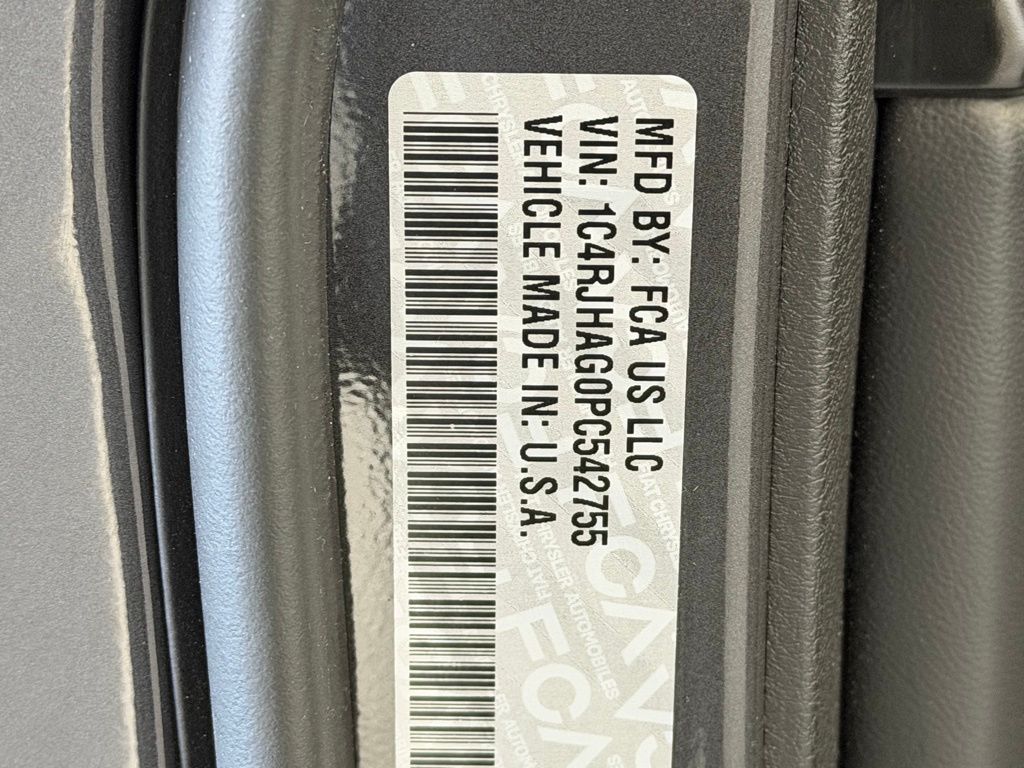 MFD BY: FCA US LLC
VIN: 1C4RJHAG0PC542755
VEHICLE MADE IN: U.S.A.